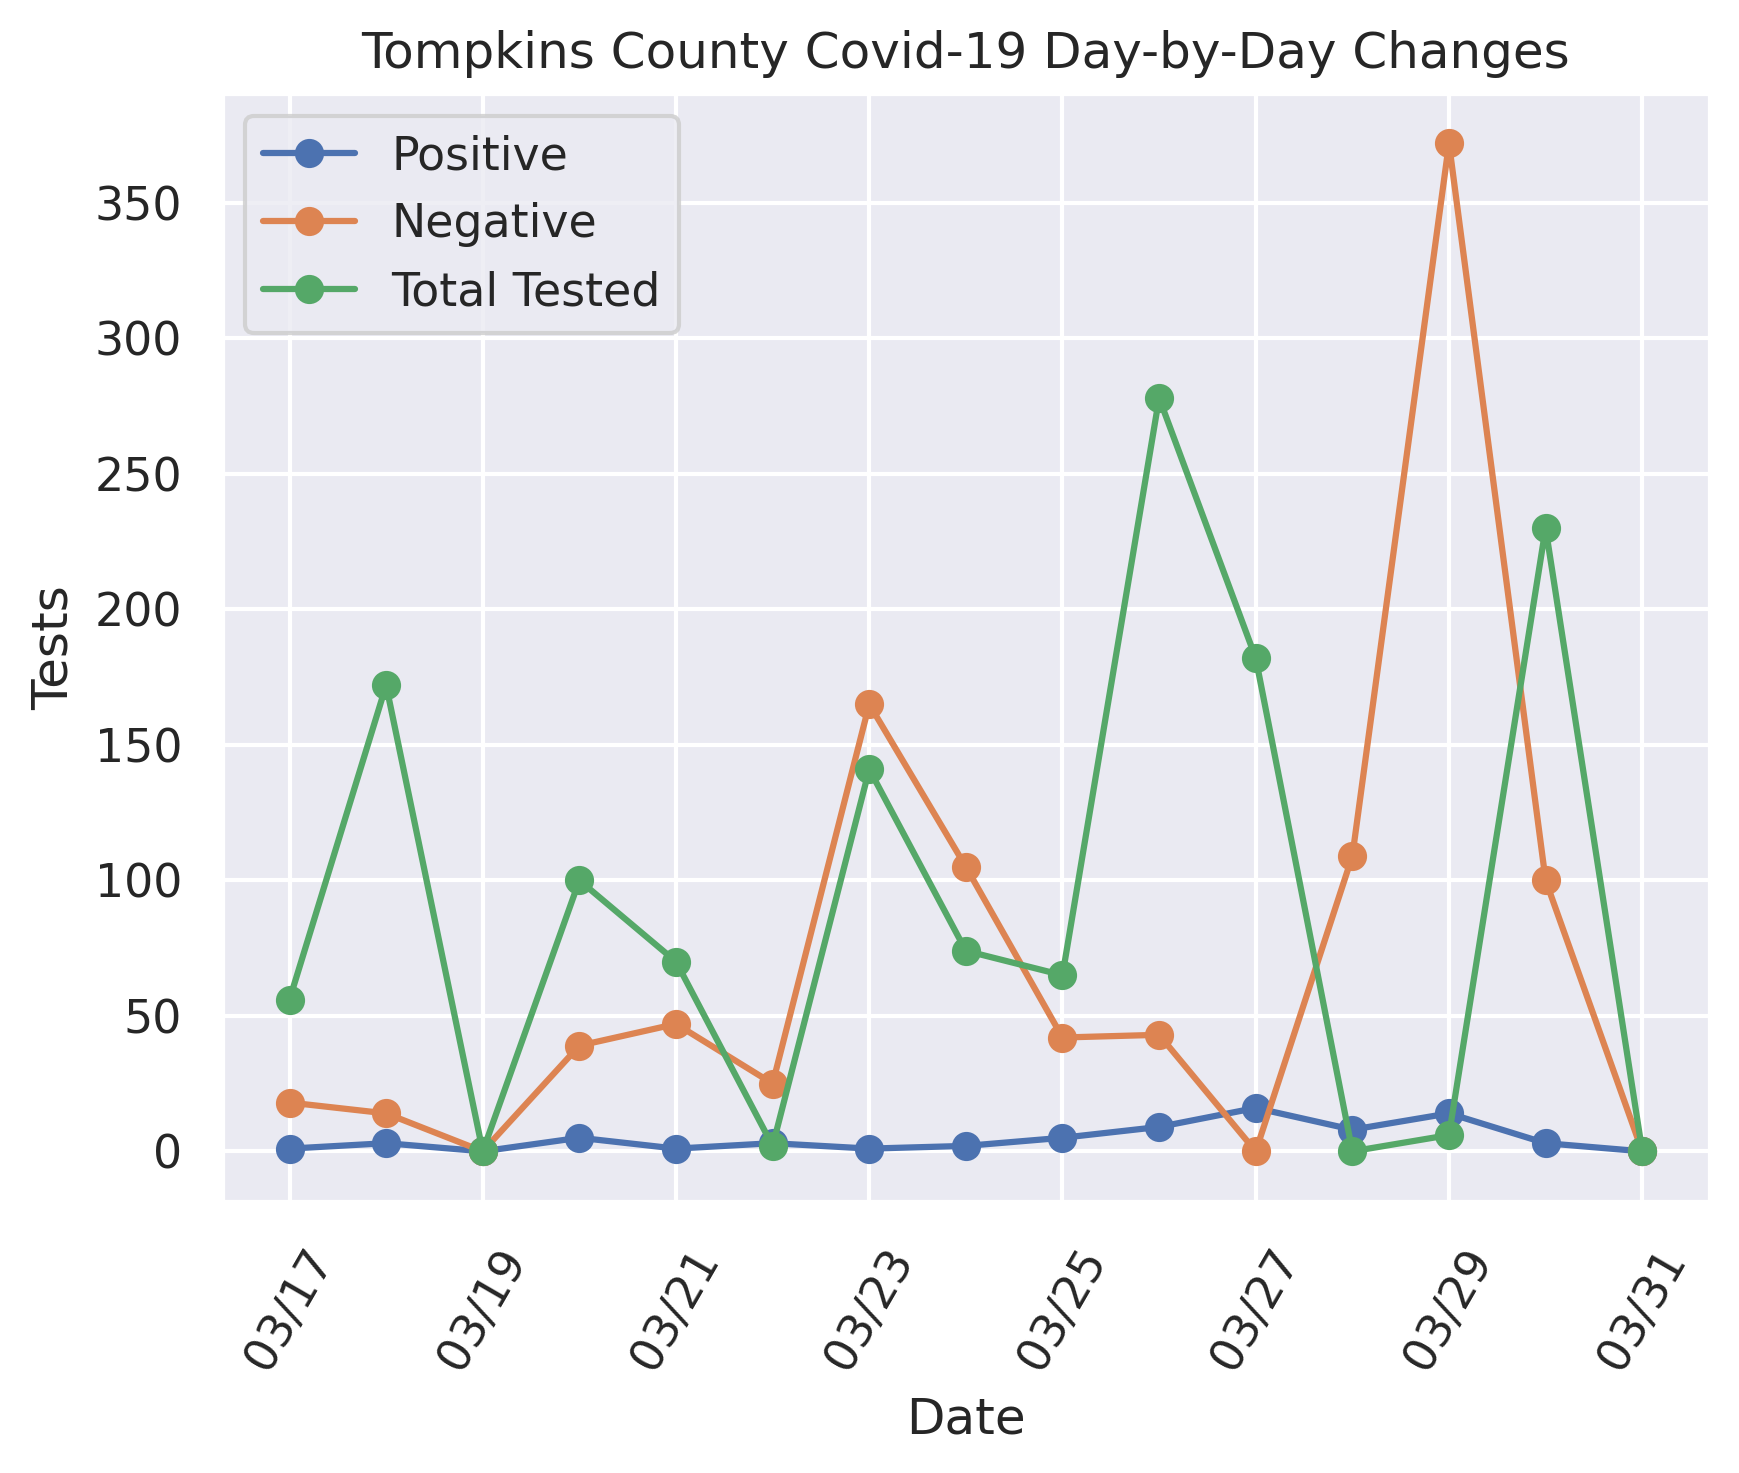 Tompkins County Covid-19 Day-by-Day Changes
Positive
Negative
Total Tested
350
300
250
200
150
100
50
0
Tests
03/17
03/19
03/21
03/23
03/25
03/27
03/29
03/31
Date